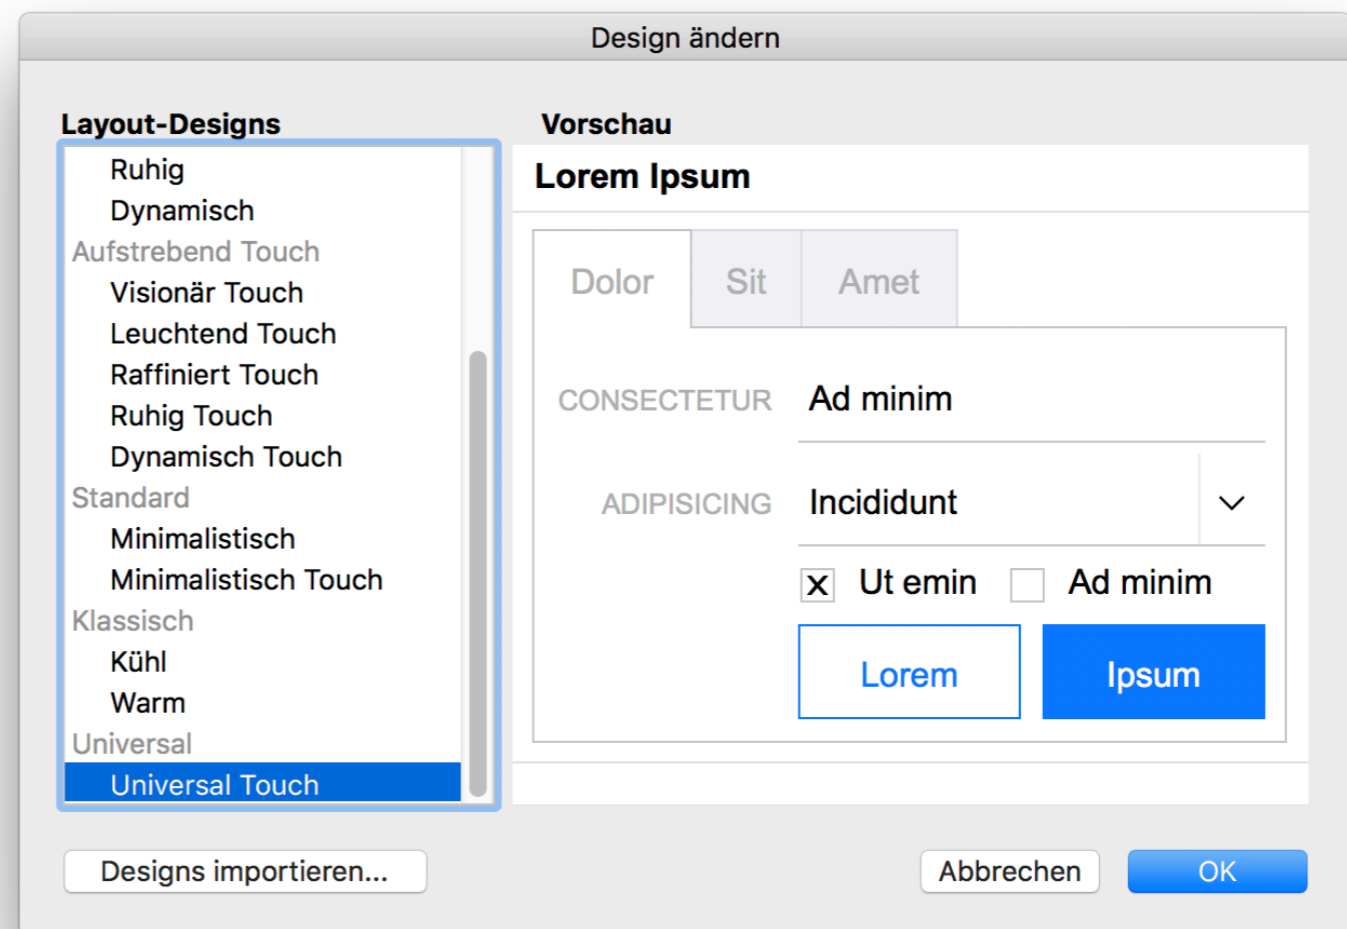 Design ändern
Layout-Designs
Ruhig
Dynamisch
Aufstrebend Touch
Visionär Touch
Leuchtend Touch
Raffiniert Touch
Ruhig Touch
Dynamisch Touch
Standard
Minimalistisch
Minimalistisch Touch
Klassisch
Kühl
Warm
Universal
Universal Touch
Vorschau
Lorem Ipsum
Dolor Sit Amet
CONSECTETUR Ad minim
ADIPISICING Incididunt
x Ut emin Ad minim
Lorem Ipsum
Designs importieren... Abbrechen OK